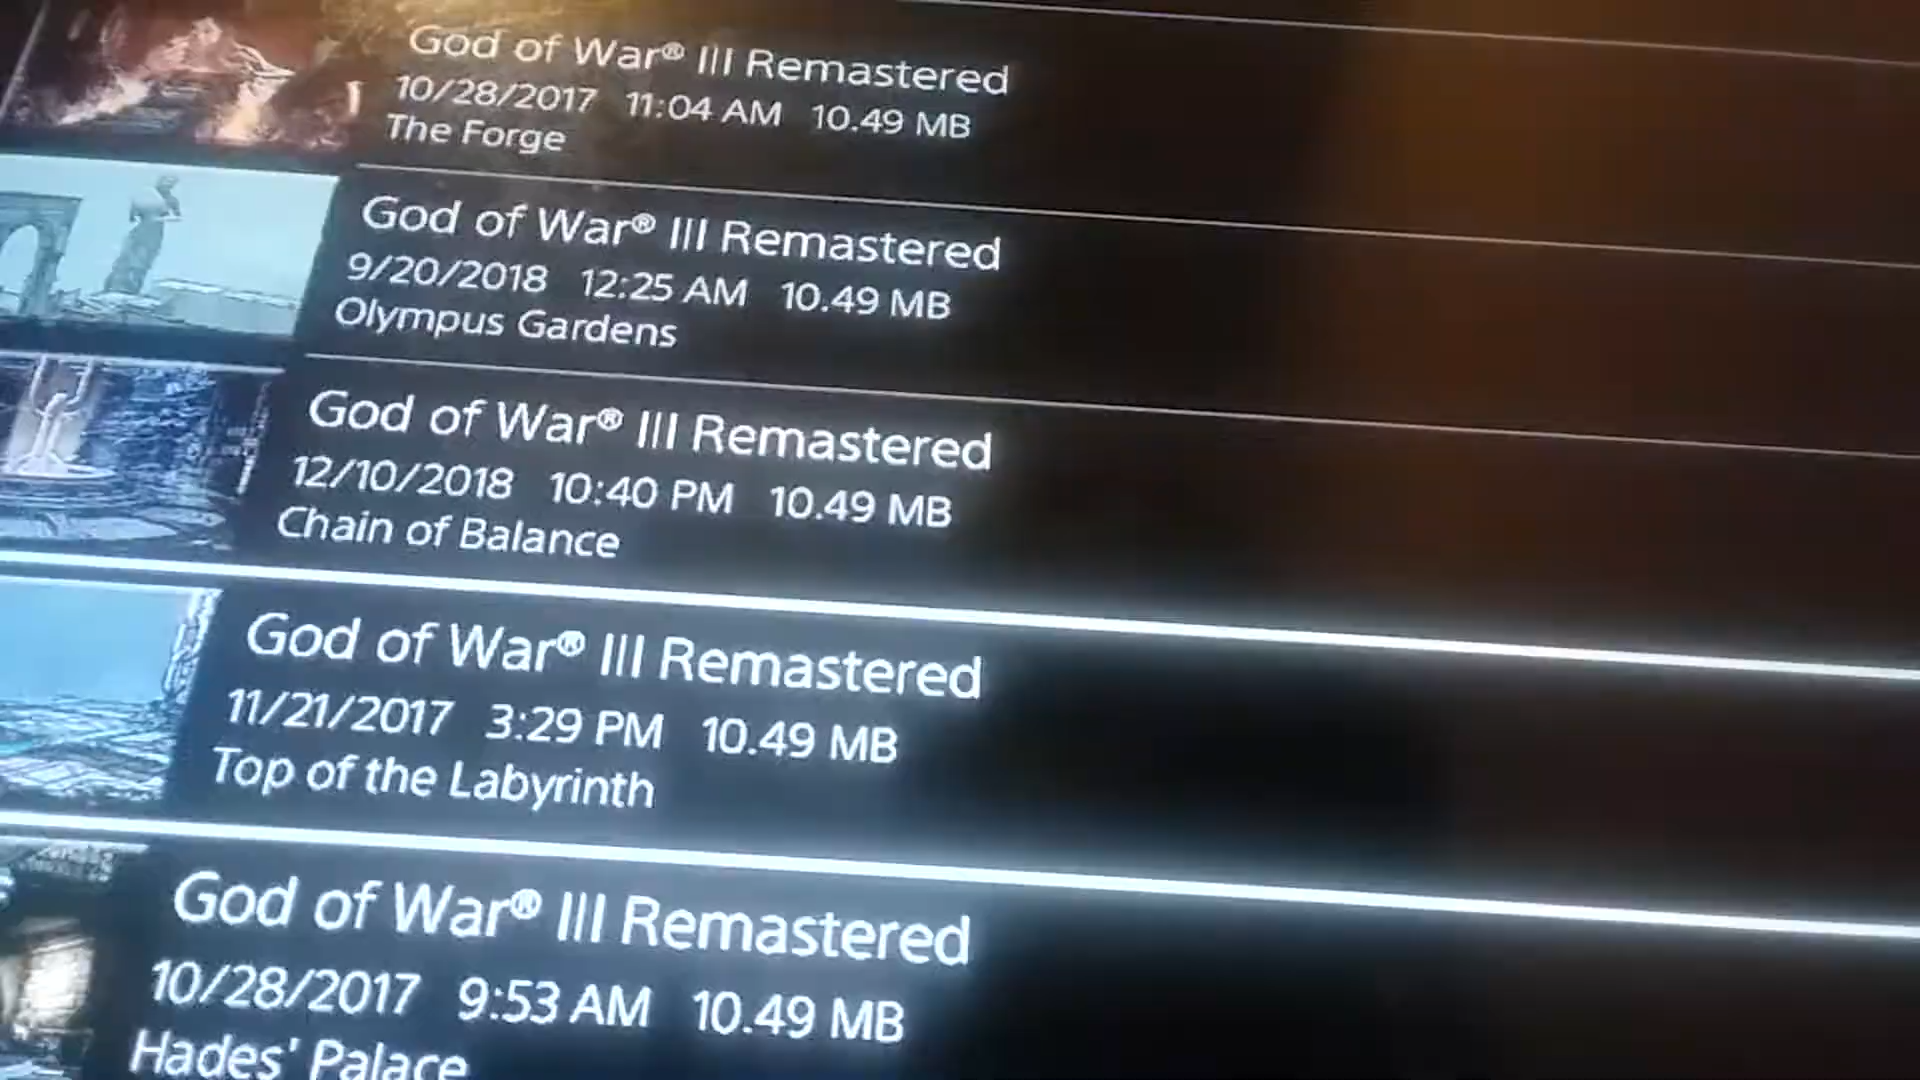 God of War® III Remastered
10/28/2017 11:04 AM 10.49 MB
The Forge
God of War® III Remastered
9/20/2018 12:25 AM 10.49 MB
Olympus Gardens
God of War® III Remastered
12/10/2018 10:40 PM 10.49 MB
Chain of Balance
God of War® III Remastered
11/21/2017 3:29 PM 10.49 MB
Top of the Labyrinth
God of War® III Remastered
10/28/2017 9:53 AM 10.49 MB
Hades' Palace